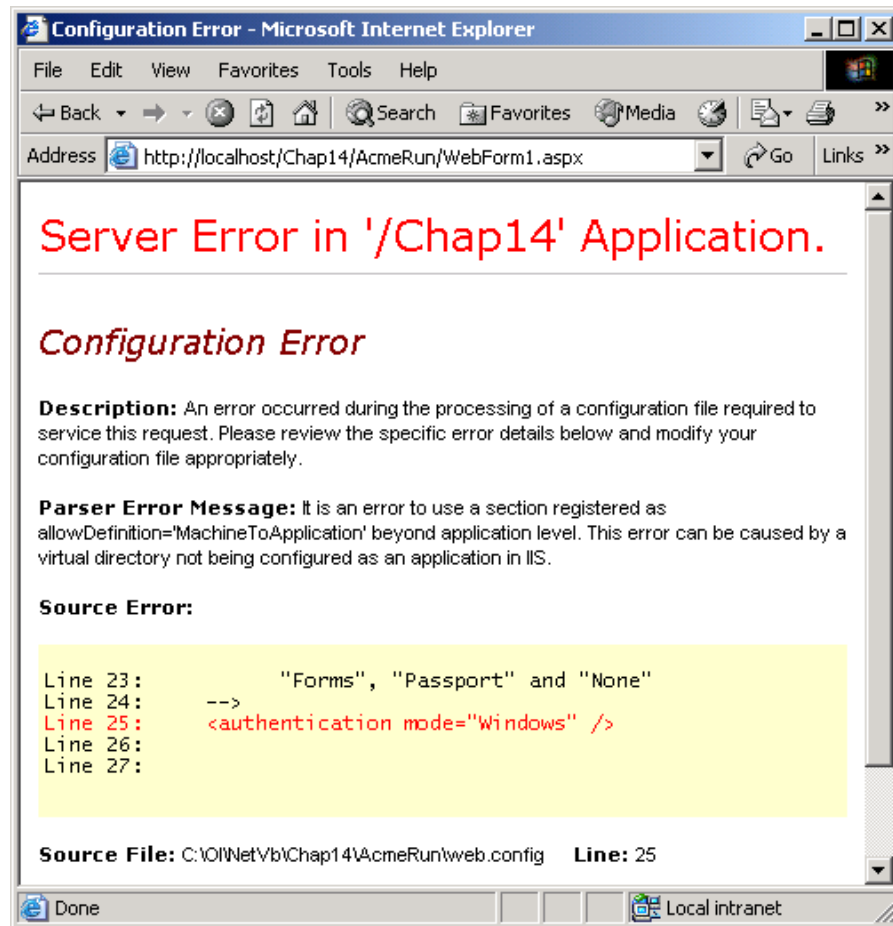 Configuration Error - Microsoft Internet Explorer
File Edit View Favorites Tools Help
Back Search Favorites Media »
Address http://localhost/Chap14/AcmeRun/WebForm1.aspx Go Links »
Server Error in '/Chap14' Application.
Configuration Error
Description: An error occurred during the processing of a configuration file required to
service this request. Please review the specific error details below and modify your
configuration file appropriately.
Parser Error Message: It is an error to use a section registered as
allowDefinition='MachineToApplication' beyond application level. This error can be caused by a
virtual directory not being configured as an application in IIS.
Source Error:
Line 23: "Forms", "Passport" and "None"
Line 24: -->
Line 25: <authentication mode="Windows" />
Line 26:
Line 27:
Source File: C:\OI\NetVb\Chap14\AcmeRun\web.config Line: 25
Done Local intranet